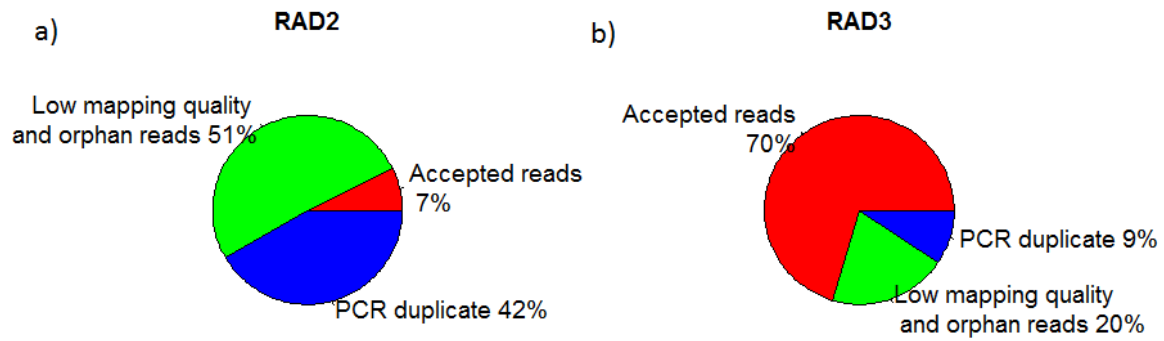 a)
RAD2
Low mapping quality
and orphan reads 51%
Accepted reads
7%
PCR duplicate 42%
b)
RAD3
Accepted reads
70%
PCR duplicate 9%
Low mapping quality
and orphan reads 20%